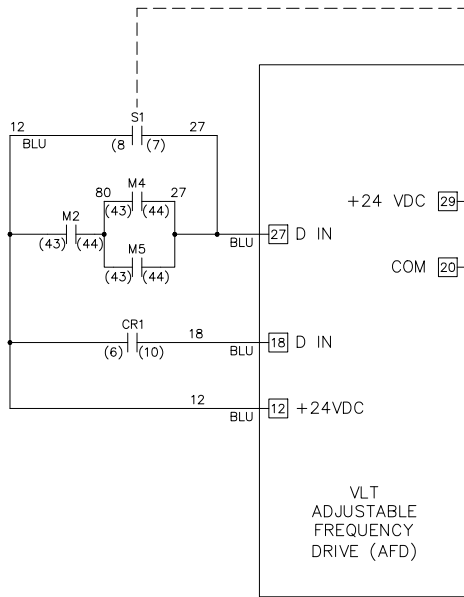 S1
12 27
BLU (8 (7)
M4
80 27
M2 (43) (44)
+24 VDC 29
(43) (44) M5 BLU 27 D IN
(43) (44) COM 20
CR1
18
(6) (10) BLU 18 D IN
12
BLU 12 +24VDC
VLT
ADJUSTABLE
FREQUENCY
DRIVE (AFD)